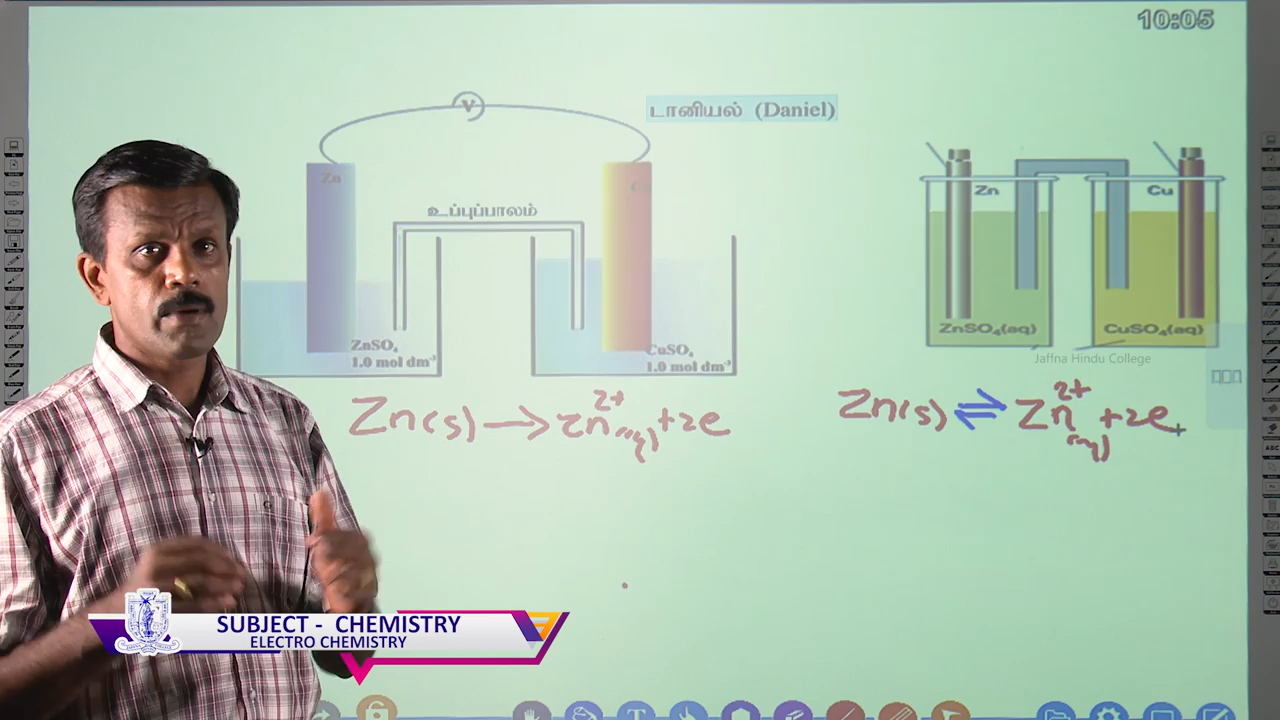 10:05
டானியல் (Daniel)
V
Zn
Cu
உப்புப்பாலம்
ZnSO₄
1.0 mol dm⁻³
CuSO₄
1.0 mol dm⁻³
Zn
Cu
ZnSO₄(aq)
CuSO₄(aq)
Jaffna Hindu College
Zn(s) → Zn²⁺(aq) + 2e
Zn(s) ⇌ Zn²⁺(aq) + 2e
SUBJECT - CHEMISTRY
ELECTRO CHEMISTRY